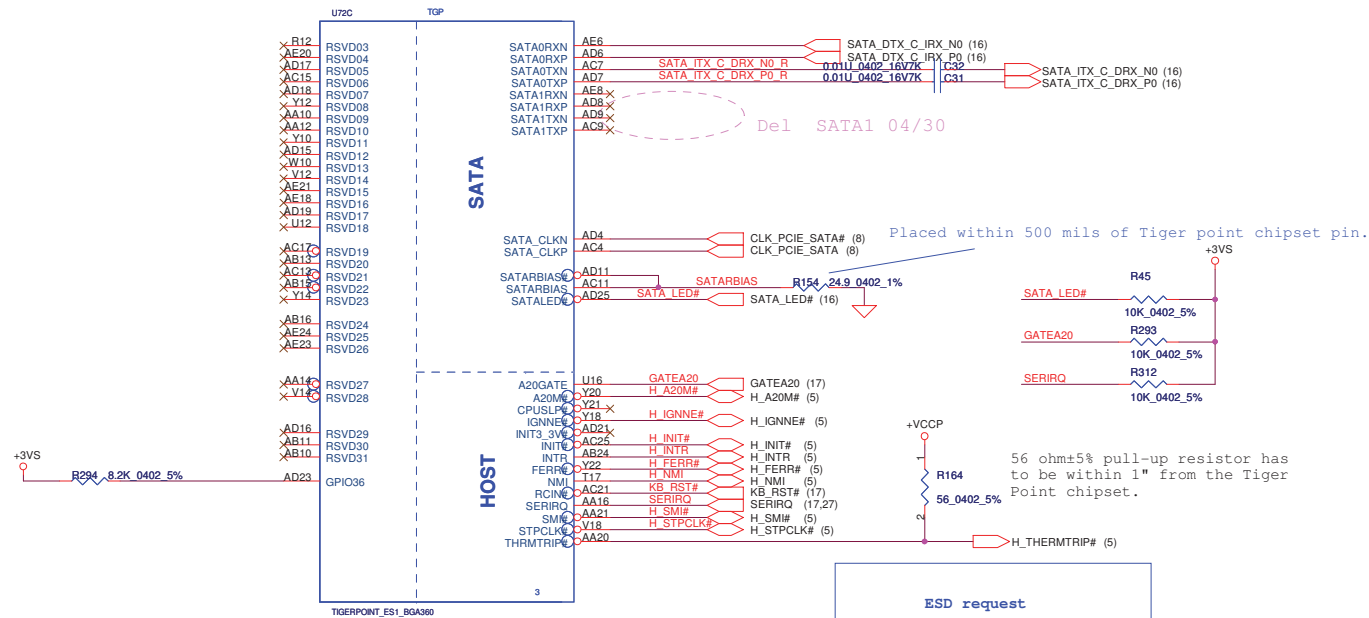 U72C
TGP
R12 RSVD03
AE20 RSVD04
AD17 RSVD05
AC15 RSVD06
AD18 RSVD07
Y12 RSVD08
AA10 RSVD09
AA12 RSVD10
Y10 RSVD11
AD15 RSVD12
W10 RSVD13
V12 RSVD14
AE21 RSVD15
AE18 RSVD16
AD19 RSVD17
U12 RSVD18
AC17 RSVD19
AB13 RSVD20
AC13 RSVD21
AB15 RSVD22
Y14 RSVD23
AB16 RSVD24
AE24 RSVD25
AE23 RSVD26
AA14 RSVD27
V14 RSVD28
AD16 RSVD29
AB11 RSVD30
AB10 RSVD31
+3VS
R294 8.2K_0402_5%
AD23 GPIO36
SATA
SATA0RXN AE6 SATA_DTX_C_IRX_N0 (16)
SATA0RXP AD6 SATA_DTX_C_IRX_P0 (16)
SATA0TXN AC7 SATA_ITX_C_DRX_N0_R 0.01U_0402_16V7K C32 SATA_ITX_C_DRX_N0 (16)
SATA0TXP AD7 SATA_ITX_C_DRX_P0_R 0.01U_0402_16V7K C31 SATA_ITX_C_DRX_P0 (16)
SATA1RXN AE8
SATA1RXP AD8
SATA1TXN AD9
SATA1TXP AC9
Del SATA1 04/30
SATA_CLKN AD4 CLK_PCIE_SATA# (8)
SATA_CLKP AC4 CLK_PCIE_SATA (8)
Placed within 500 mils of Tiger point chipset pin.
SATARBIAS# AD11
SATARBIAS AC11 SATARBIAS R154 24.9_0402_1%
SATALED# AD25 SATA_LED# SATA_LED# (16)
+3VS
SATA_LED# R45 10K_0402_5%
GATEA20 R293 10K_0402_5%
SERIRQ R312 10K_0402_5%
HOST
A20GATE U16 GATEA20 GATEA20 (17)
A20M# Y20 H_A20M# H_A20M# (5)
CPUSLP# Y21
IGNNE# Y18 H_IGNNE# H_IGNNE# (5)
INIT3_3V# AD21
INIT# AC25 H_INIT# H_INIT# (5)
INTR AB24 H_INTR H_INTR (5)
FERR# Y22 H_FERR# H_FERR# (5)
NMI T17 H_NMI H_NMI (5)
RCIN# AC21 KB_RST# KB_RST# (17)
SERIRQ AA16 SERIRQ SERIRQ (17,27)
SMI# AA21 H_SMI# H_SMI# (5)
STPCLK# V18 H_STPCLK# H_STPCLK# (5)
THRMTRIP# AA20 H_THERMTRIP# (5)
+VCCP
1
R164
56_0402_5%
2
56 ohm±5% pull-up resistor has
to be within 1" from the Tiger
Point chipset.
3
TIGERPOINT_ES1_BGA360
ESD request